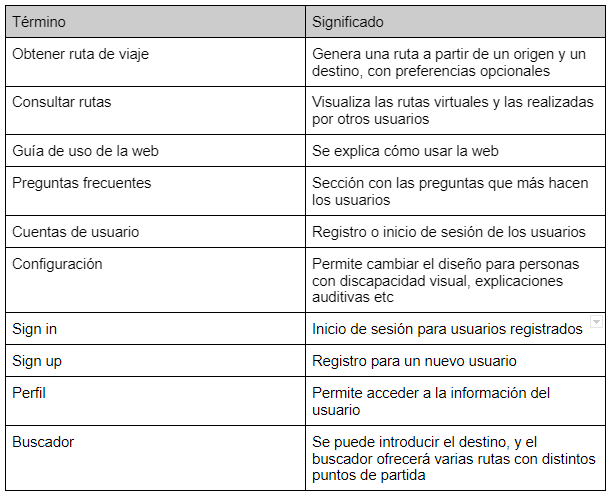 Término Significado
Obtener ruta de viaje Genera una ruta a partir de un origen y un
destino, con preferencias opcionales
Consultar rutas Visualiza las rutas virtuales y las realizadas
por otros usuarios
Guía de uso de la web Se explica cómo usar la web
Preguntas frecuentes Sección con las preguntas que más hacen
los usuarios
Cuentas de usuario Registro o inicio de sesión de los usuarios
Configuración Permite cambiar el diseño para personas
con discapacidad visual, explicaciones
auditivas etc
Sign in Inicio de sesión para usuarios registrados
Sign up Registro para un nuevo usuario
Perfil Permite acceder a la información del
usuario
Buscador Se puede introducir el destino, y el
buscador ofrecerá varias rutas con distintos
puntos de partida